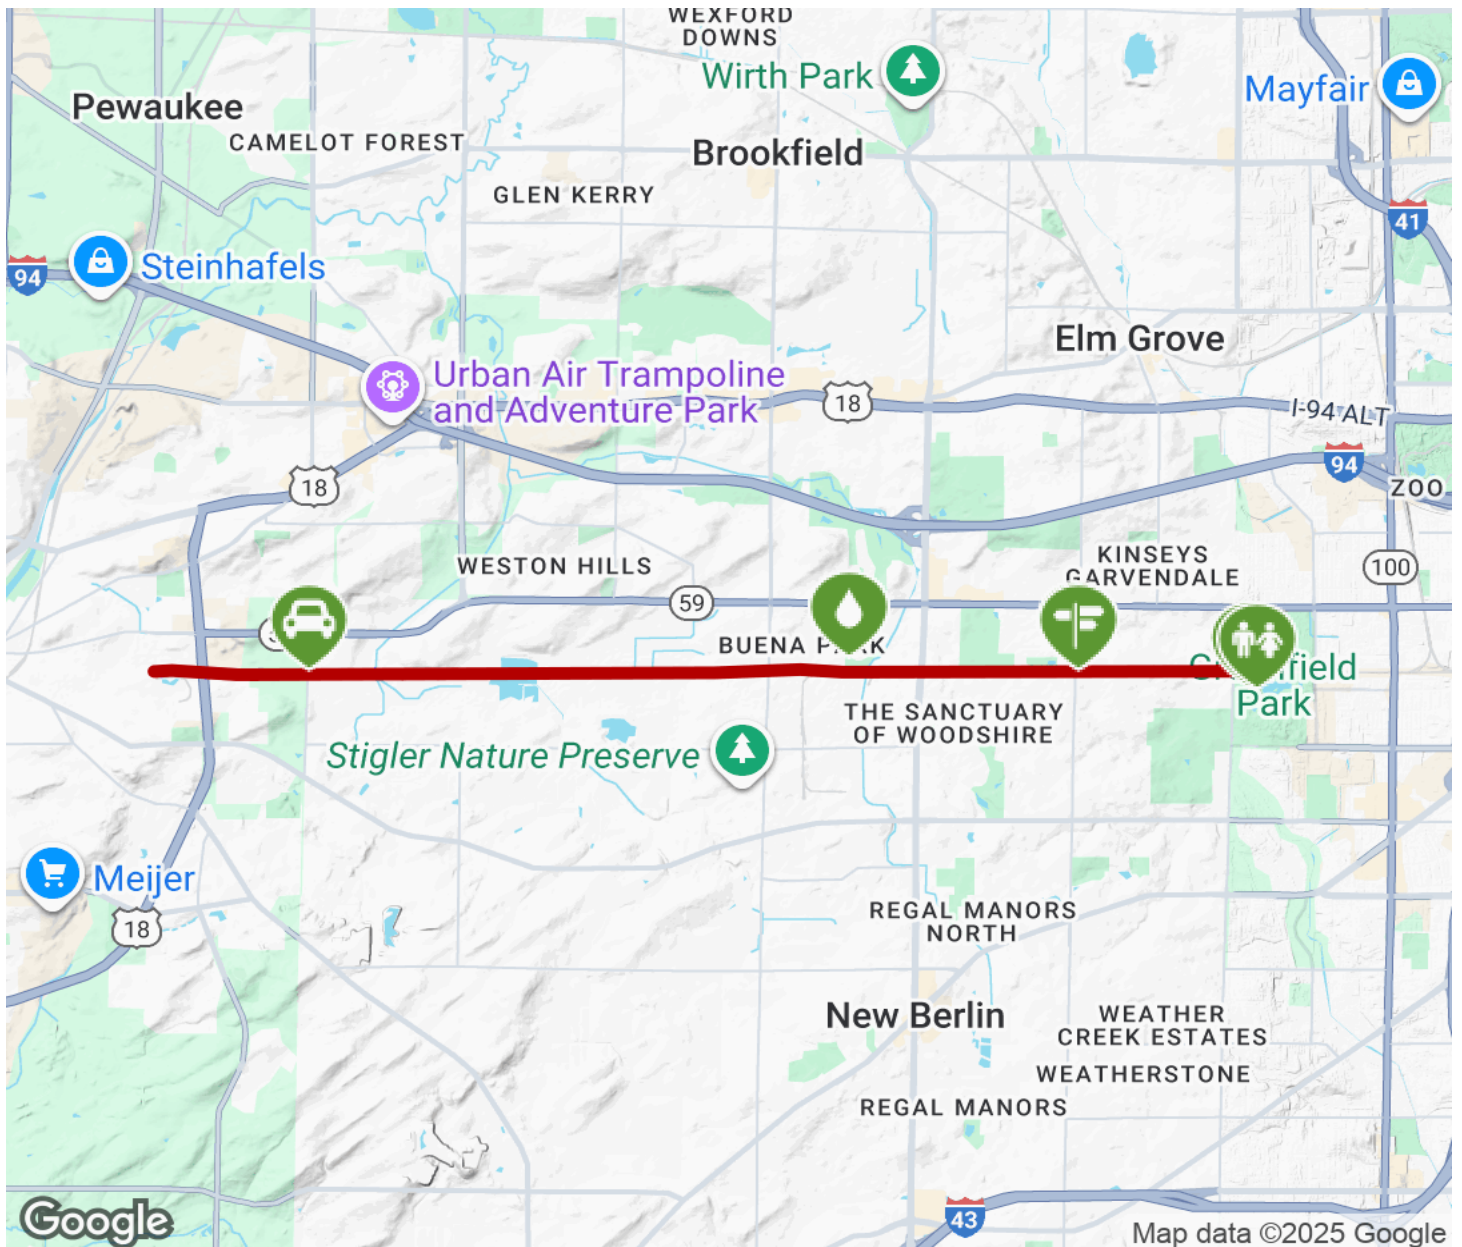 WEXFORD
DOWNS
Wirth Park
Mayfair
Pewaukee
CAMELOT FOREST
Brookfield
GLEN KERRY
41
94
Steinhafels
Elm Grove
Urban Air Trampoline
and Adventure Park
18
I-94 ALT
94
18
ZOO
KINSEYS
GARVENDALE
WESTON HILLS
100
59
BUENA PARK
Park
THE SANCTUARY
OF WOODSHIRE
Stigler Nature Preserve
Meijer
18
REGAL MANORS
NORTH
New Berlin
WEATHER
CREEK ESTATES
WEATHERSTONE
REGAL MANORS
43
Google
Map data ©2025 Google